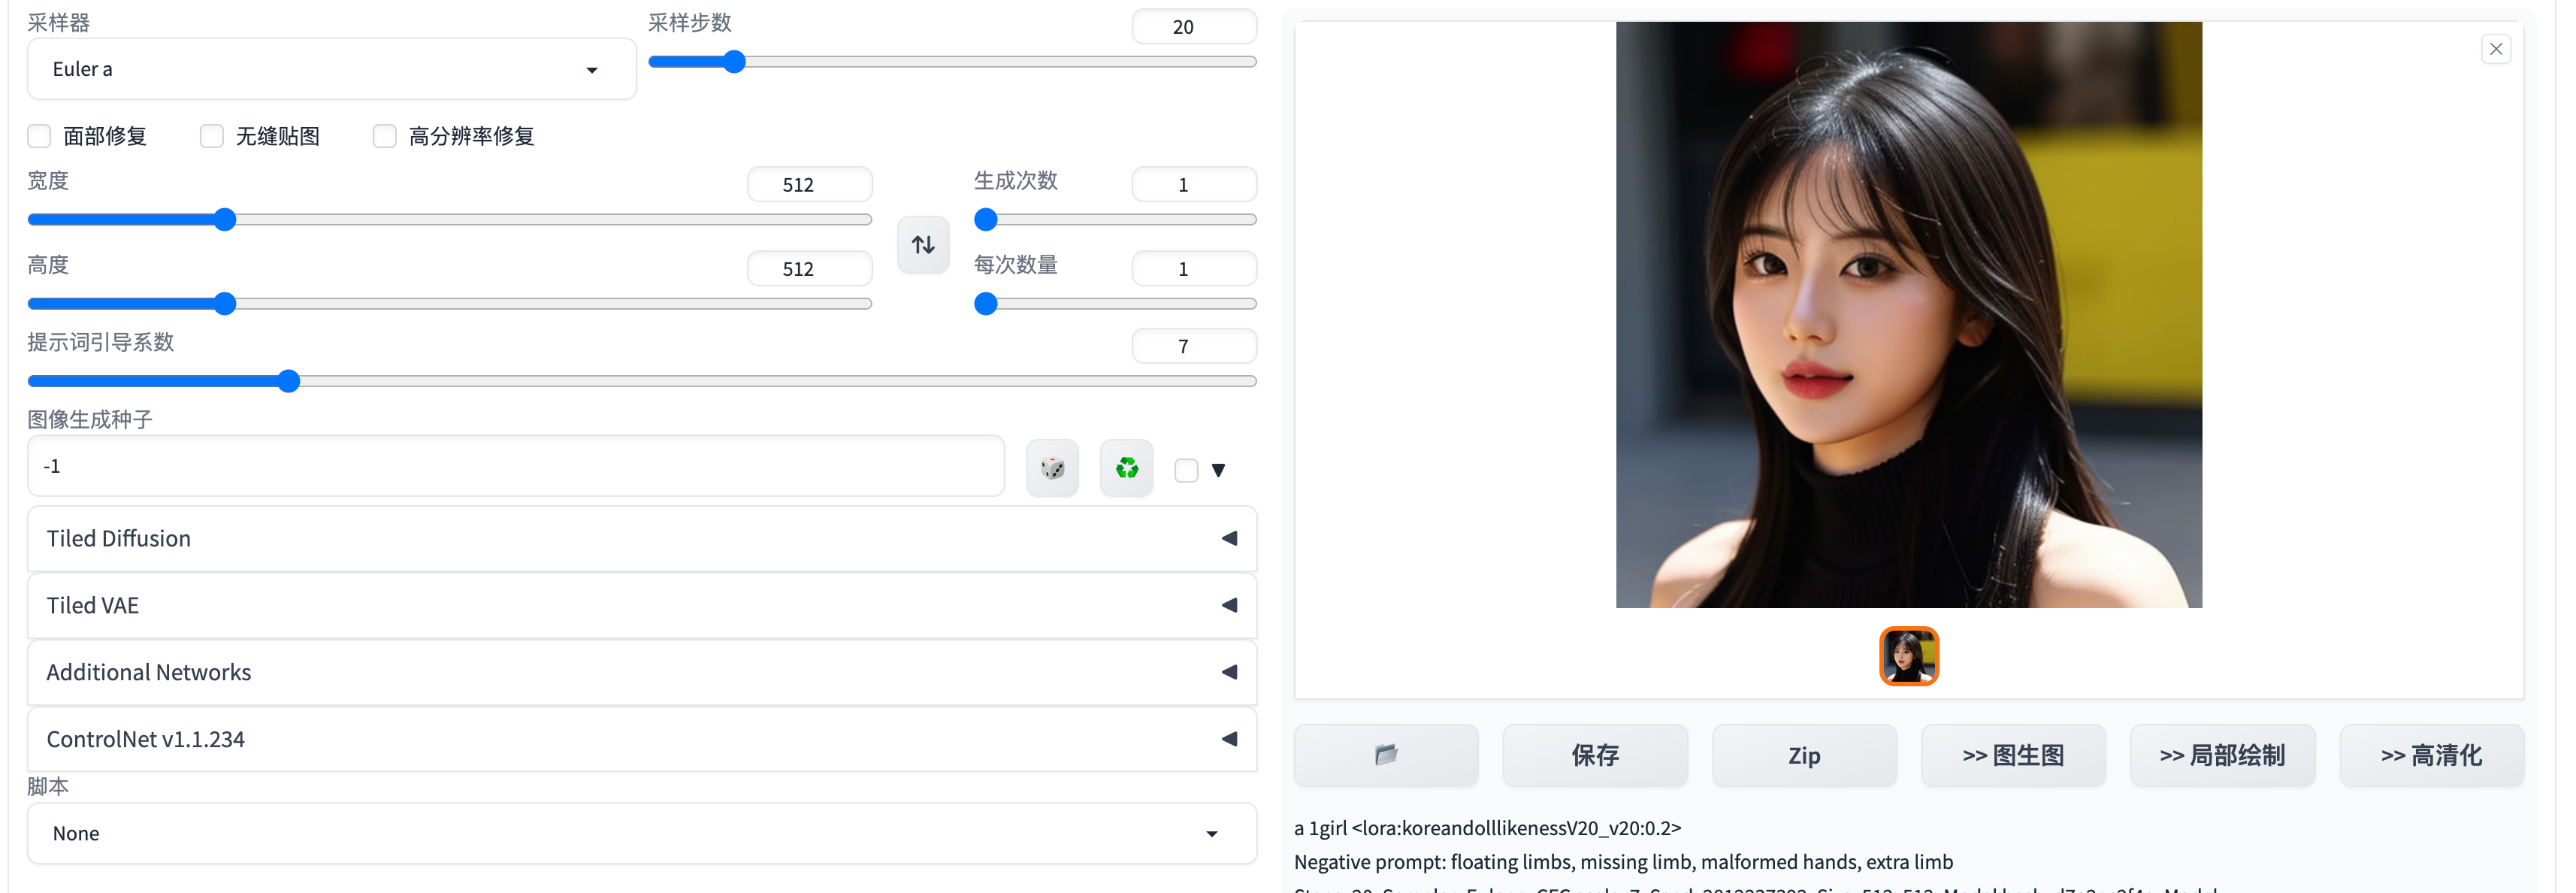 采样器
Euler a
采样步数
20
面部修复
无缝贴图
高分辨率修复
宽度
512
高度
512
生成次数
1
每次数量
1
提示词引导系数
7
图像生成种子
-1
Tiled Diffusion
Tiled VAE
Additional Networks
ControlNet v1.1.234
脚本
None
保存
Zip
>> 图生图
>> 局部绘制
>> 高清化
a 1girl <lora:koreandolllikenessV20_v20:0.2>
Negative prompt: floating limbs, missing limb, malformed hands, extra limb